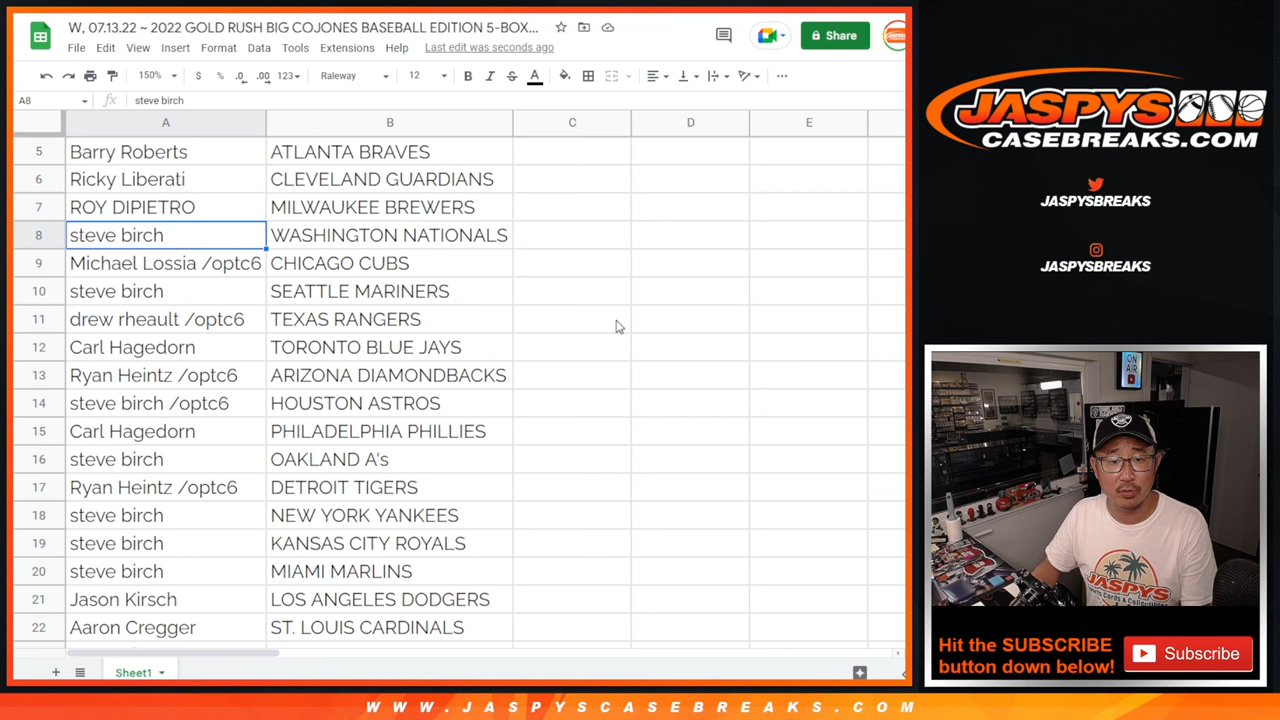 W, 07.13.22 ~ 2022 GOLD RUSH BIG COJONES BASEBALL EDITION 5-BOX...
File Edit View Insert Format Data Tools Extensions Help Last edit was seconds ago
Share
150% $ % .0 .00 123 Raleway 12 B I S A
A8 fx steve birch
A B C D E
5 Barry Roberts ATLANTA BRAVES
6 Ricky Liberati CLEVELAND GUARDIANS
7 ROY DIPIETRO MILWAUKEE BREWERS
8 steve birch WASHINGTON NATIONALS
9 Michael Lossia /optc6 CHICAGO CUBS
10 steve birch SEATTLE MARINERS
11 drew rheault /optc6 TEXAS RANGERS
12 Carl Hagedorn TORONTO BLUE JAYS
13 Ryan Heintz /optc6 ARIZONA DIAMONDBACKS
14 steve birch /optc6 HOUSTON ASTROS
15 Carl Hagedorn PHILADELPHIA PHILLIES
16 steve birch OAKLAND A's
17 Ryan Heintz /optc6 DETROIT TIGERS
18 steve birch NEW YORK YANKEES
19 steve birch KANSAS CITY ROYALS
20 steve birch MIAMI MARLINS
21 Jason Kirsch LOS ANGELES DODGERS
22 Aaron Cregger ST. LOUIS CARDINALS
Sheet1
JASPYS
CASEBREAKS.COM
JASPYSBREAKS
JASPYSBREAKS
ON AIR
JASPYS
Hit the SUBSCRIBE
button down below!
Subscribe
WWW.JASPYSCASEBREAKS.COM